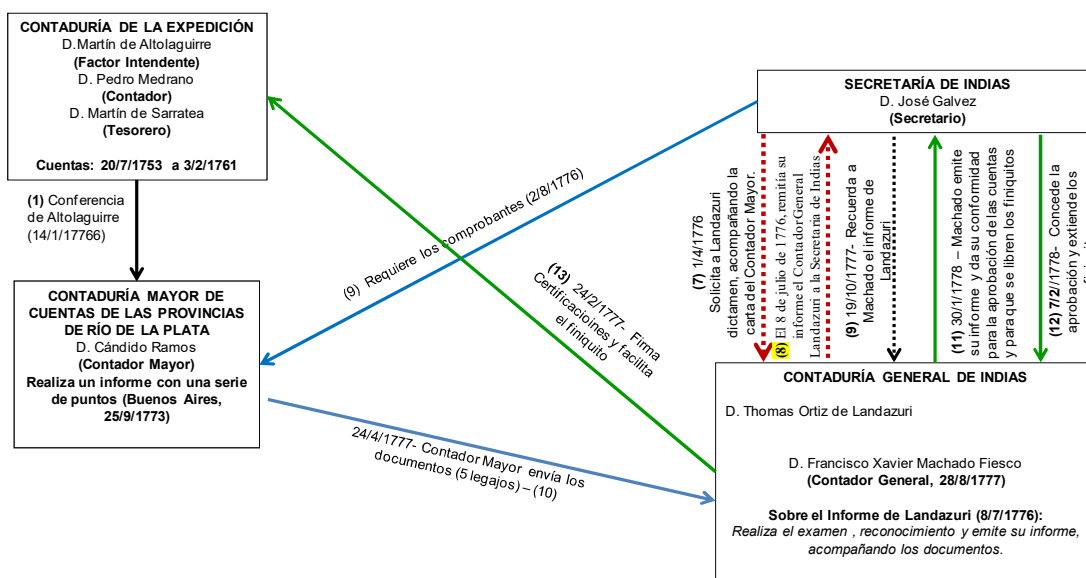 CONTADURÍA DE LA EXPEDICIÓN
D.Martín de Altolaguirre
(Factor Intendente)
D. Pedro Medrano
(Contador)
D. Martín de Sarratea
(Tesorero)
Cuentas: 20/7/1753 a 3/2/1761
(1) Conferencia
de Altolaguirre
(14/1/17766)
CONTADURÍA MAYOR DE
CUENTAS DE LAS PROVINCIAS
DE RÍO DE LA PLATA
D. Cándido Ramos
(Contador Mayor)
Realiza un informe con una serie
de puntos (Buenos Aires,
25/9/1773)
(9) Requiere los comprobantes (2/8/1776)
(13) 24/2/1777- Firma
Certificacioines y facilita
el finiquito
24/4/1777- Contador Mayor envía los
documentos (5 legajos) – (10)
SECRETARÍA DE INDIAS
D. José Galvez
(Secretario)
(7) 1/4/1776
Solicita a Landazuri
dictamen, acompañando la
carta del Contador Mayor.
(8) El 8 de julio de 1776, remitía su
informe el Contador General
Landazuri a la Secretaría de Indias
(9) 19/10/1777- Recuerda a
Machado el informe de
Landazuri
(11) 30/1/1778 – Machado emite
su informe y da su conformidad
para la aprobación de las cuentas
y para que se libren los finiquitos
(12) 7/2//1778- Concede la
aprobación y extiende los
CONTADURÍA GENERAL DE INDIAS
D. Thomas Ortiz de Landazuri
D. Francisco Xavier Machado Fiesco
(Contador General, 28/8/1777)
Sobre el Informe de Landazuri (8/7/1776):
Realiza el examen , reconocimiento y emite su informe,
acompañando los documentos.